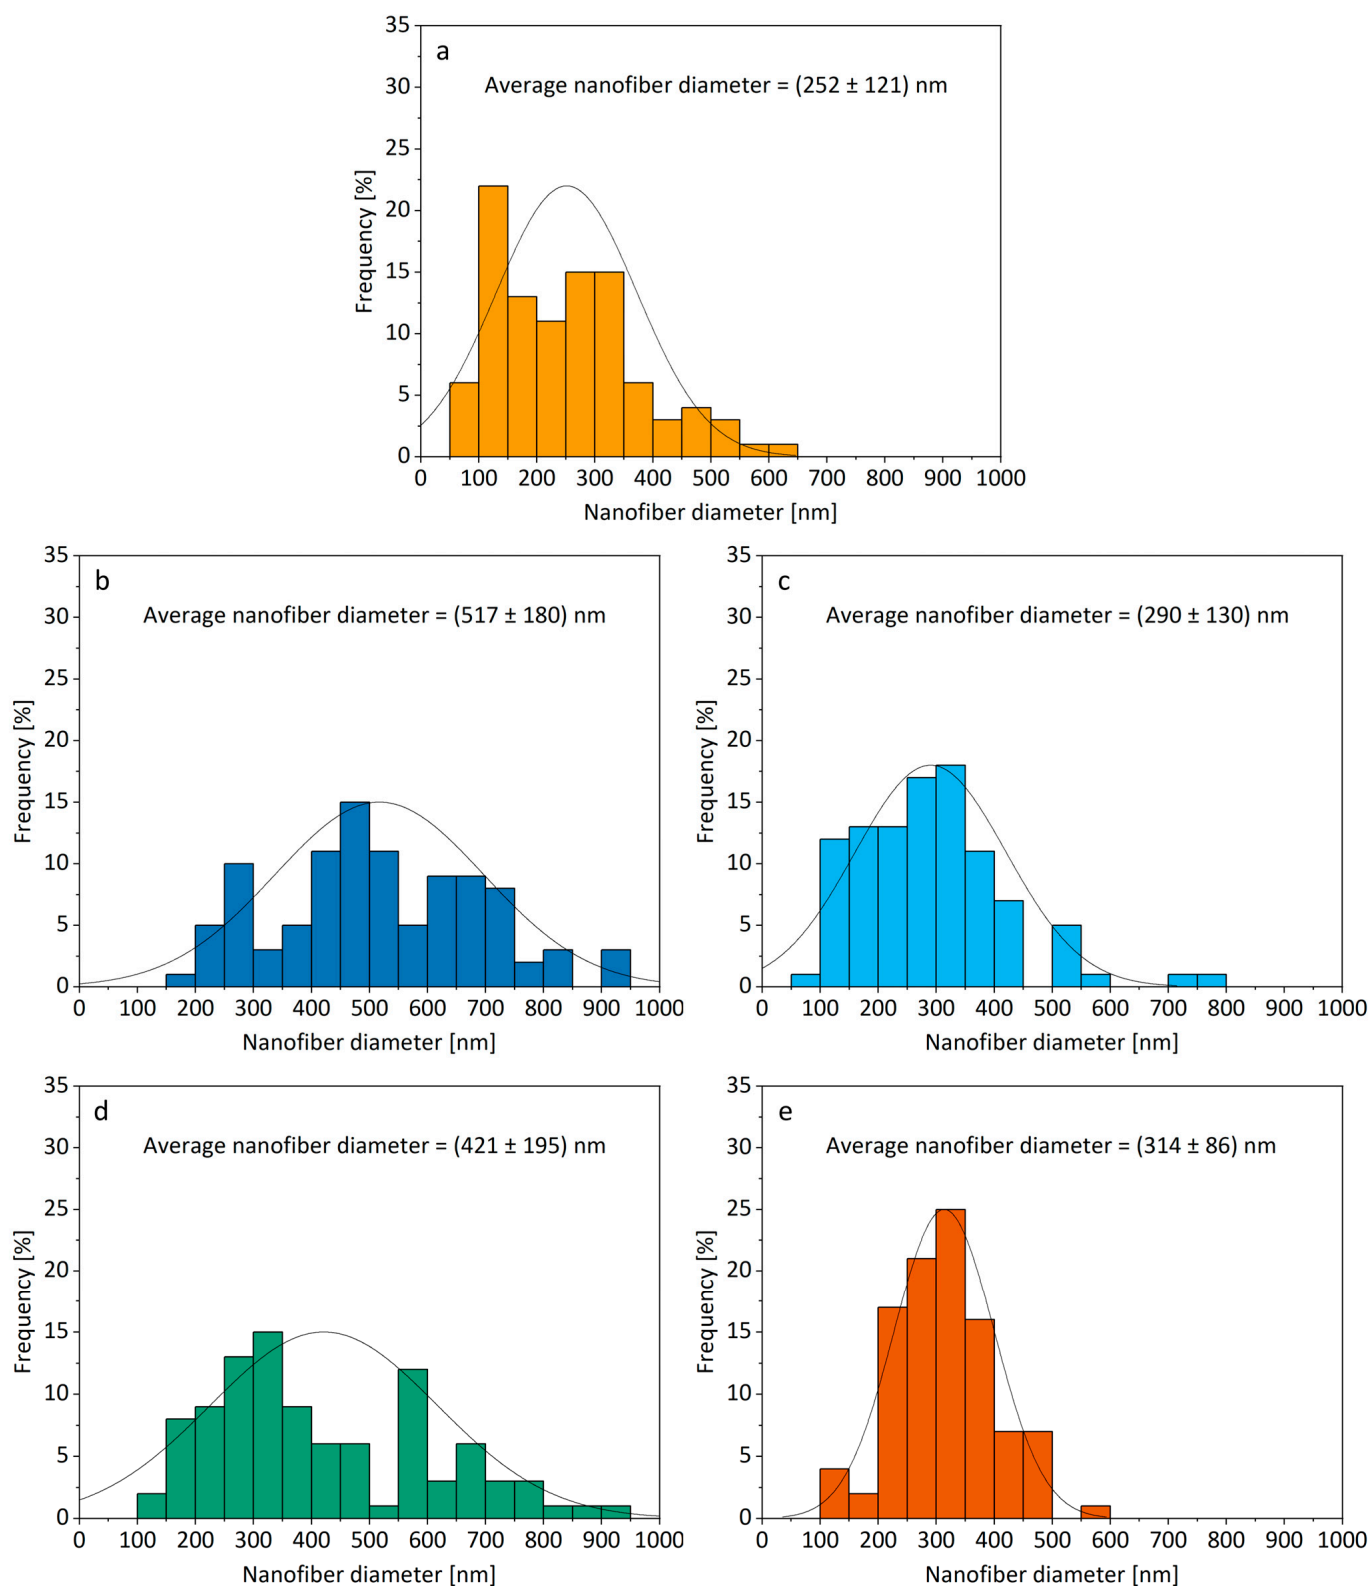 a
Average nanofiber diameter = (252 ± 121) nm
Frequency [%]
35
30
25
20
15
10
5
0
0 100 200 300 400 500 600 700 800 900 1000
Nanofiber diameter [nm]
b
Average nanofiber diameter = (517 ± 180) nm
Frequency [%]
35
30
25
20
15
10
5
0
0 100 200 300 400 500 600 700 800 900 1000
Nanofiber diameter [nm]
c
Average nanofiber diameter = (290 ± 130) nm
Frequency [%]
35
30
25
20
15
10
5
0
0 100 200 300 400 500 600 700 800 900 1000
Nanofiber diameter [nm]
d
Average nanofiber diameter = (421 ± 195) nm
Frequency [%]
35
30
25
20
15
10
5
0
0 100 200 300 400 500 600 700 800 900 1000
Nanofiber diameter [nm]
e
Average nanofiber diameter = (314 ± 86) nm
Frequency [%]
35
30
25
20
15
10
5
0
0 100 200 300 400 500 600 700 800 900 1000
Nanofiber diameter [nm]